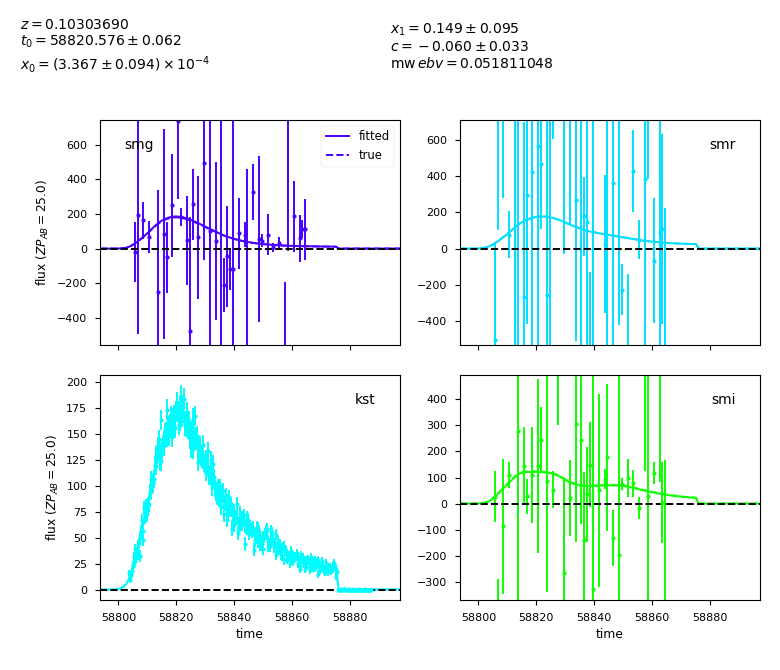 z = 0.10303690
t₀ = 58820.576 ± 0.062
x₀ = (3.367 ± 0.094) × 10⁻⁴
x₁ = 0.149 ± 0.095
c = −0.060 ± 0.033
mw ebv = 0.051811048
smg
fitted
true
600
400
200
0
−200
−400
flux (ZP_AB = 25.0)
smr
600
400
200
0
−200
−400
kst
200
175
150
125
100
75
50
25
0
flux (ZP_AB = 25.0)
58800 58820 58840 58860 58880
time
smi
400
300
200
100
0
−100
−200
−300
58800 58820 58840 58860 58880
time